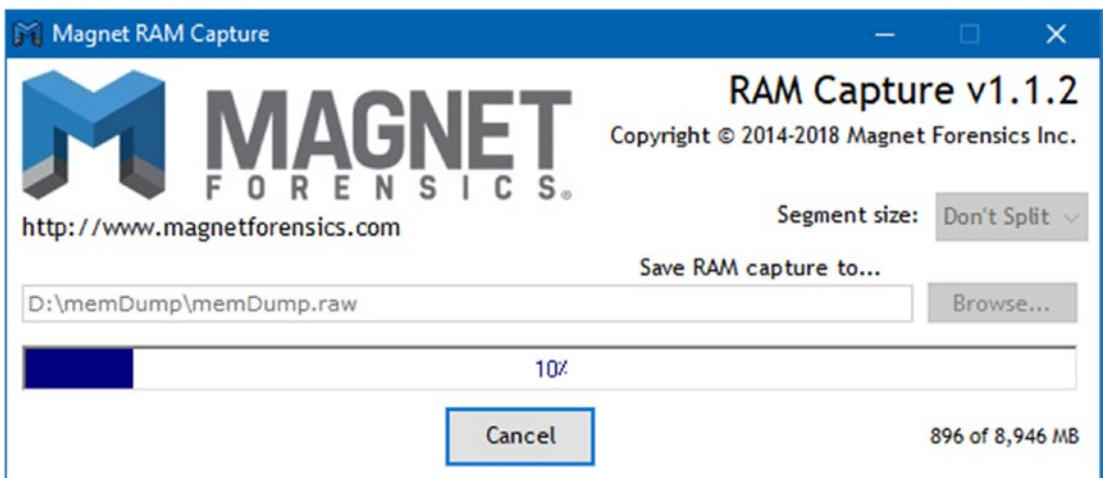 Magnet RAM Capture
MAGNET
FORENSICS®
http://www.magnetforensics.com
RAM Capture v1.1.2
Copyright © 2014-2018 Magnet Forensics Inc.
Segment size: Don't Split
Save RAM capture to...
D:\memDump\memDump.raw Browse...
10%
Cancel 896 of 8,946 MB